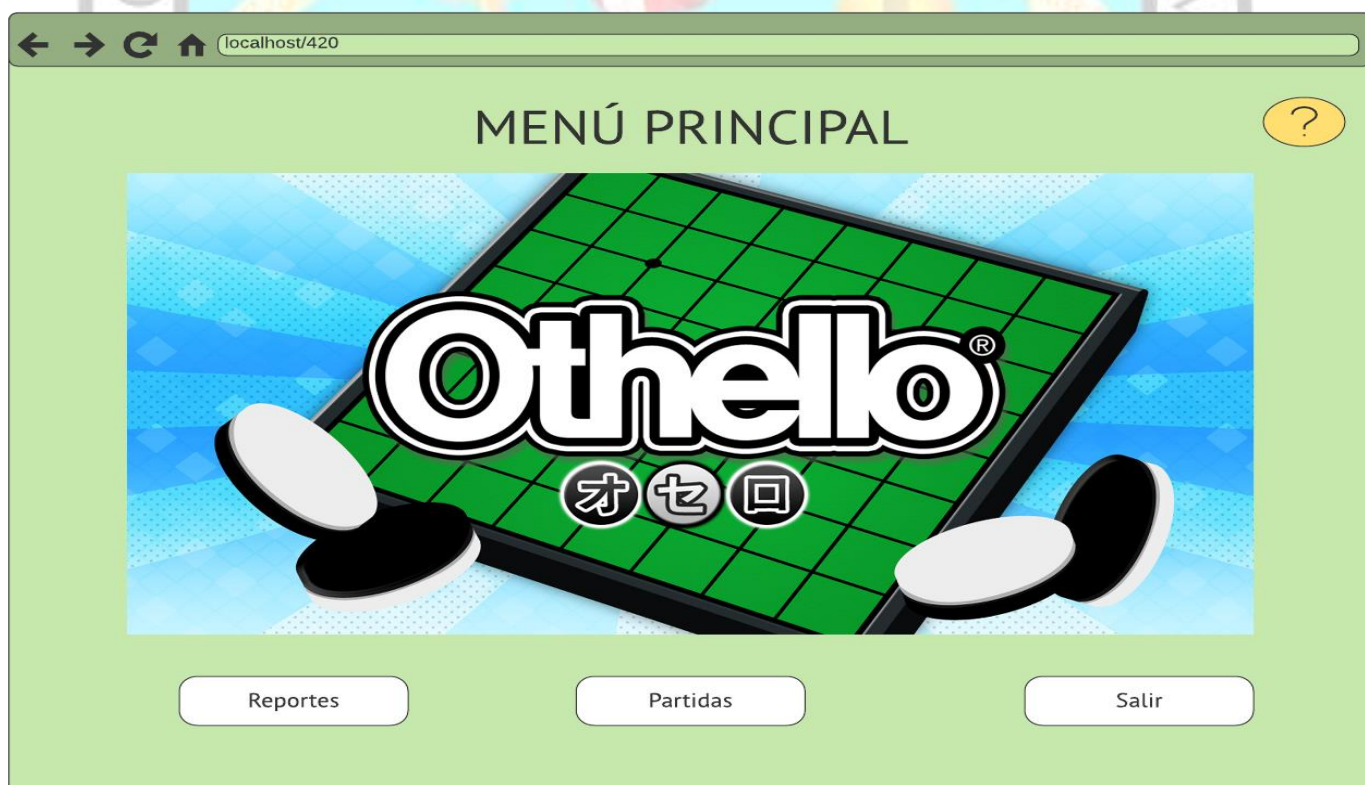 localhost/420
MENÚ PRINCIPAL
?
Othello®
オセロ
Reportes
Partidas
Salir